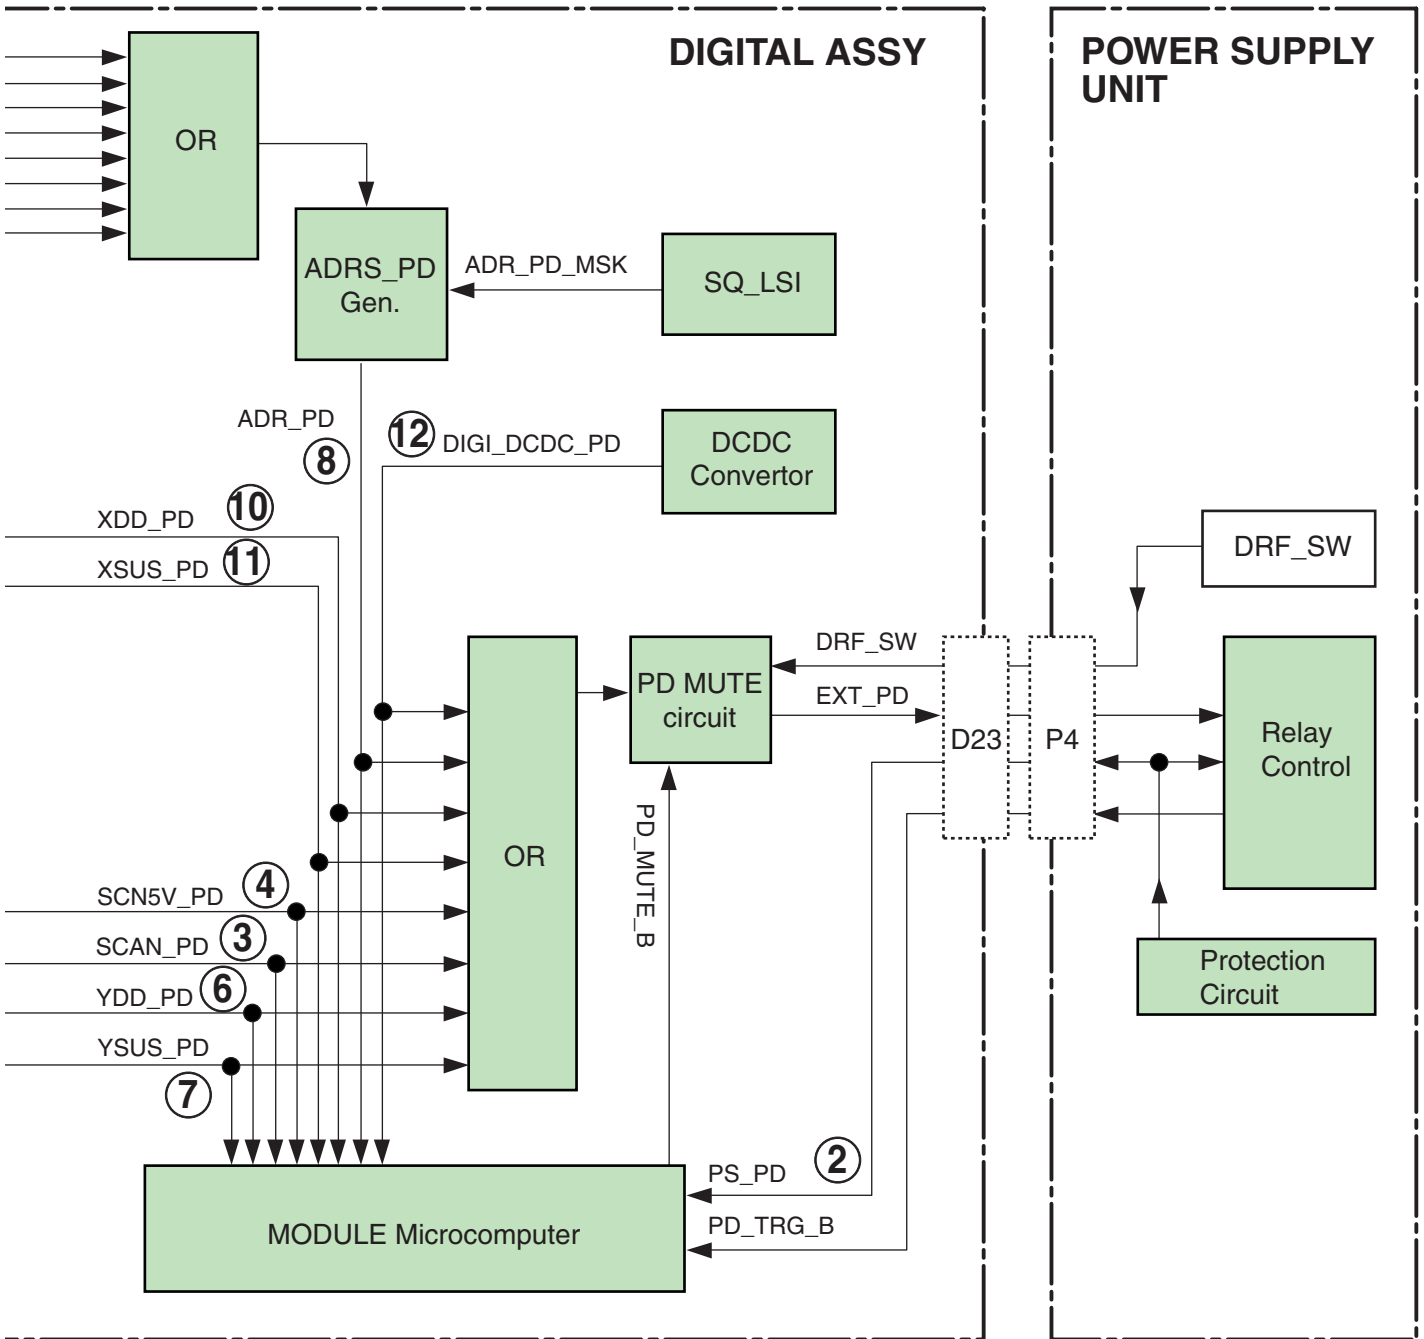 DIGITAL ASSY
POWER SUPPLY
UNIT
OR
ADRS_PD
Gen.
ADR_PD_MSK
SQ_LSI
ADR_PD
8
12
DIGI_DCDC_PD
DCDC
Convertor
XDD_PD
10
XSUS_PD
11
DRF_SW
OR
PD MUTE
circuit
DRF_SW
EXT_PD
D23
P4
Relay
Control
PD_MUTE_B
SCN5V_PD
4
SCAN_PD
3
YDD_PD
6
YSUS_PD
7
Protection
Circuit
MODULE Microcomputer
PS_PD
2
PD_TRG_B